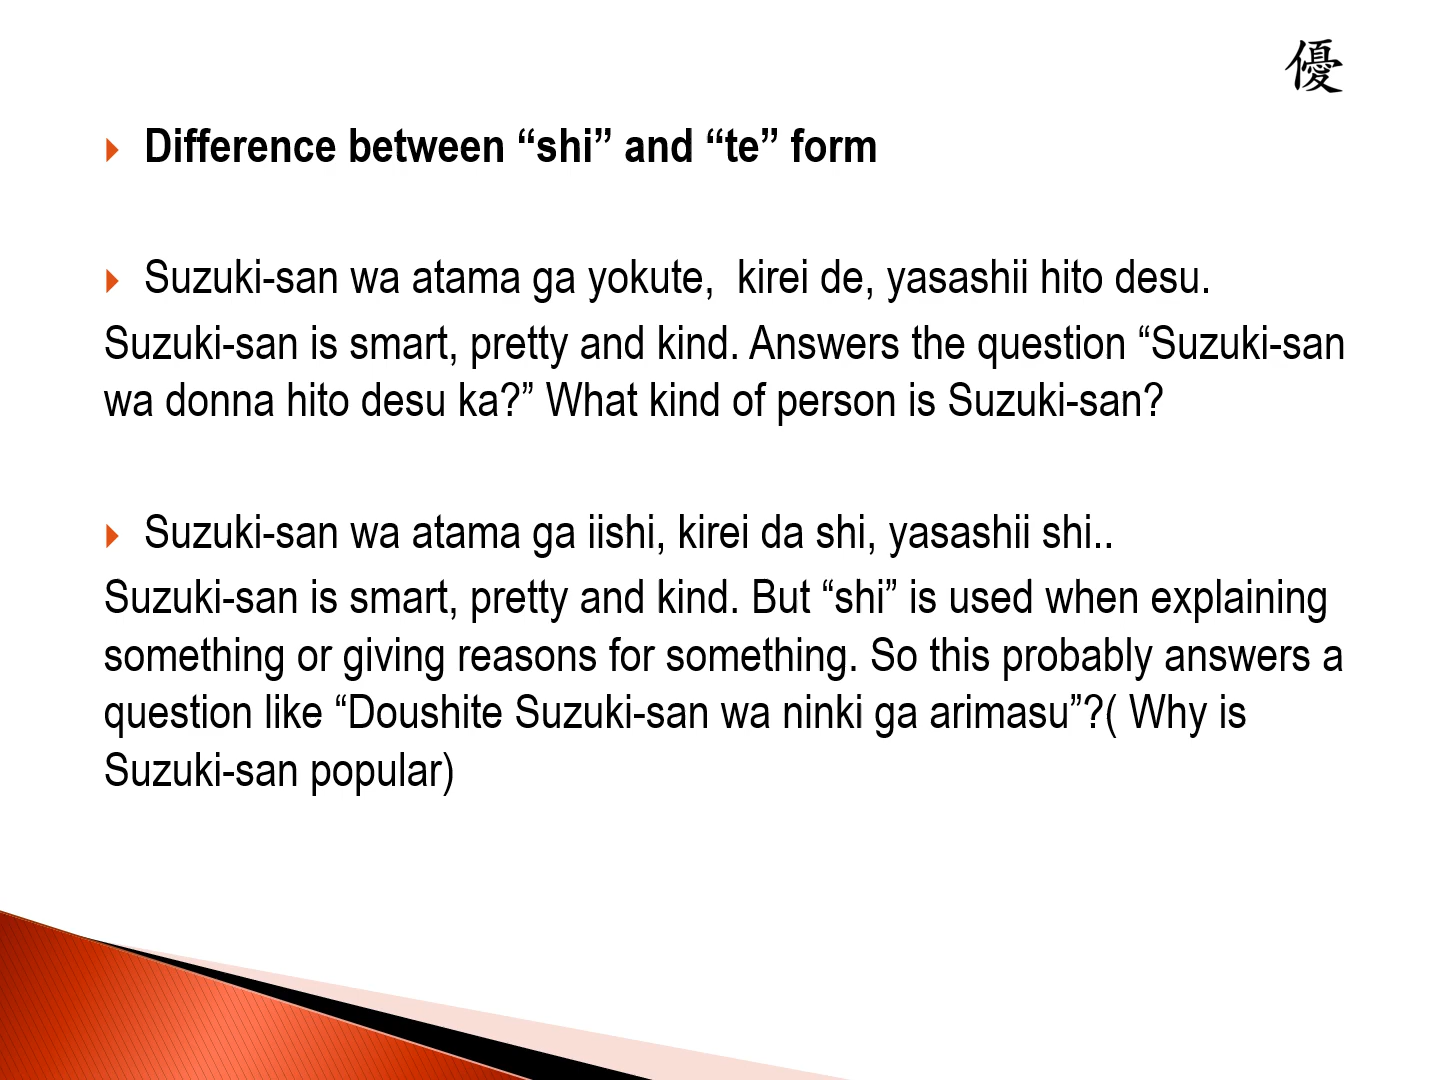 優
Difference between “shi” and “te” form
Suzuki-san wa atama ga yokute,  kirei de, yasashii hito desu.
Suzuki-san is smart, pretty and kind. Answers the question “Suzuki-san
wa donna hito desu ka?” What kind of person is Suzuki-san?
Suzuki-san wa atama ga iishi, kirei da shi, yasashii shi..
Suzuki-san is smart, pretty and kind. But “shi” is used when explaining
something or giving reasons for something. So this probably answers a
question like “Doushite Suzuki-san wa ninki ga arimasu”?( Why is
Suzuki-san popular)